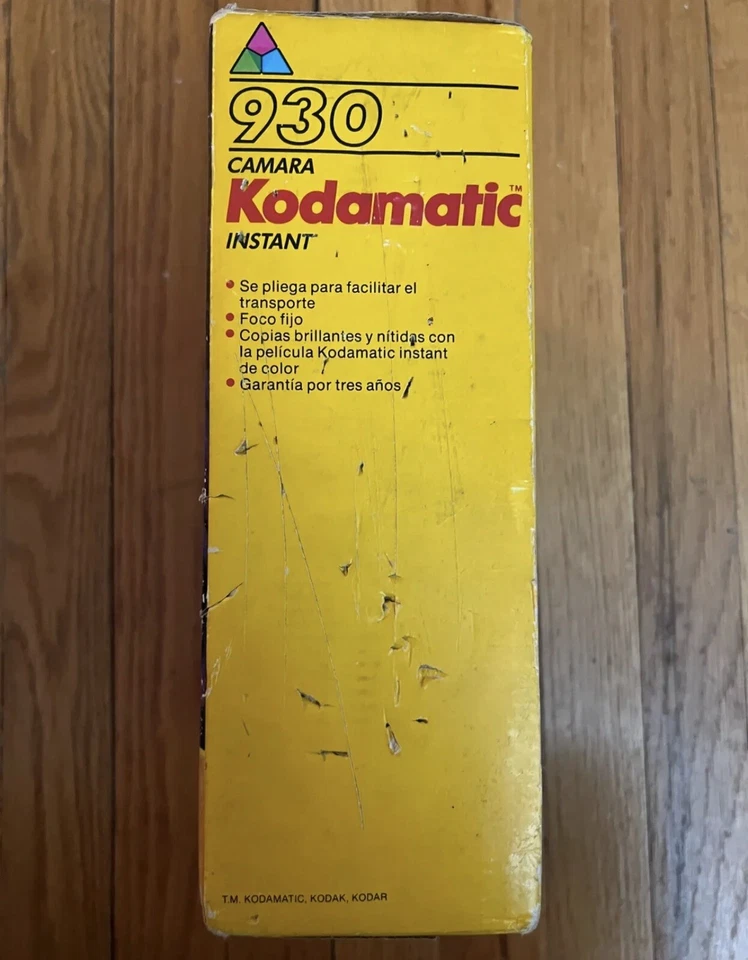 930
CAMARA
Kodamatic™
INSTANT
• Se pliega para facilitar el
transporte
• Foco fijo
• Copias brillantes y nítidas con
la película Kodamatic instant
de color
• Garantía por tres años
T.M. KODAMATIC, KODAK, KODAR